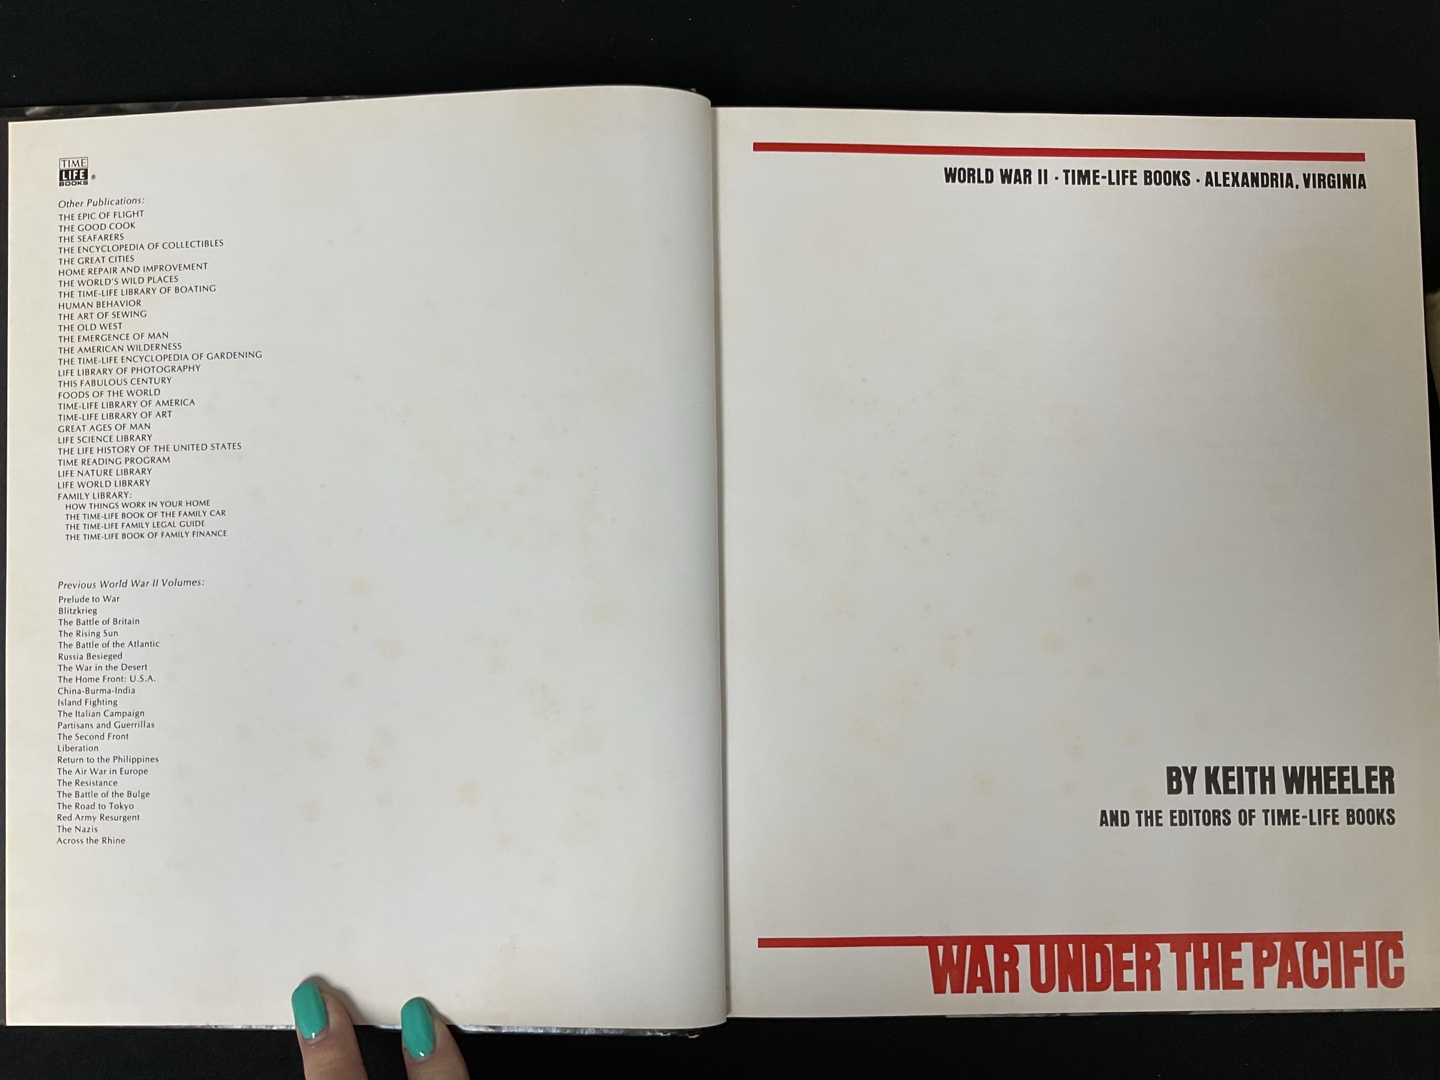 TIME
LIFE
BOOKS ®
Other Publications:
THE EPIC OF FLIGHT
THE GOOD COOK
THE SEAFARERS
THE ENCYCLOPEDIA OF COLLECTIBLES
THE GREAT CITIES
HOME REPAIR AND IMPROVEMENT
THE WORLD'S WILD PLACES
THE TIME-LIFE LIBRARY OF BOATING
HUMAN BEHAVIOR
THE ART OF SEWING
THE OLD WEST
THE EMERGENCE OF MAN
THE AMERICAN WILDERNESS
THE TIME-LIFE ENCYCLOPEDIA OF GARDENING
LIFE LIBRARY OF PHOTOGRAPHY
THIS FABULOUS CENTURY
FOODS OF THE WORLD
TIME-LIFE LIBRARY OF AMERICA
TIME-LIFE LIBRARY OF ART
GREAT AGES OF MAN
LIFE SCIENCE LIBRARY
THE LIFE HISTORY OF THE UNITED STATES
TIME READING PROGRAM
LIFE NATURE LIBRARY
LIFE WORLD LIBRARY
FAMILY LIBRARY:
HOW THINGS WORK IN YOUR HOME
THE TIME-LIFE BOOK OF THE FAMILY CAR
THE TIME-LIFE FAMILY LEGAL GUIDE
THE TIME-LIFE BOOK OF FAMILY FINANCE
Previous World War II Volumes:
Prelude to War
Blitzkrieg
The Battle of Britain
The Rising Sun
The Battle of the Atlantic
Russia Besieged
The War in the Desert
The Home Front: U.S.A.
China-Burma-India
Island Fighting
The Italian Campaign
Partisans and Guerrillas
The Second Front
Liberation
Return to the Philippines
The Air War in Europe
The Resistance
The Battle of the Bulge
The Road to Tokyo
Red Army Resurgent
The Nazis
Across the Rhine
WORLD WAR II · TIME-LIFE BOOKS · ALEXANDRIA, VIRGINIA
BY KEITH WHEELER
AND THE EDITORS OF TIME-LIFE BOOKS
WAR UNDER THE PACIFIC